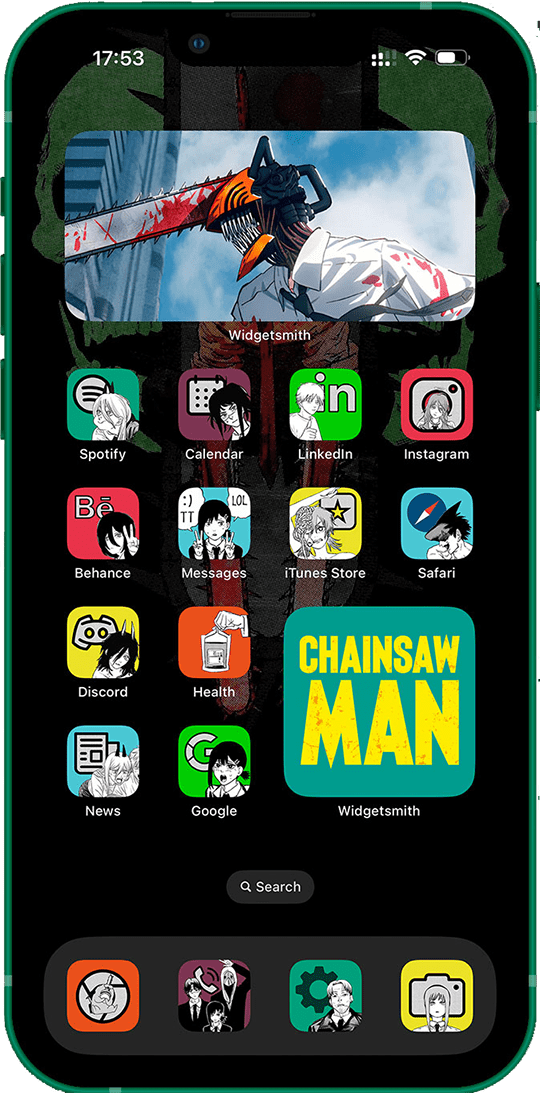 17:53
Widgetsmith
in
Spotify
Calendar
LinkedIn
Instagram
Bē
:)
TT
LOL
Behance
Messages
iTunes Store
Safari
Discord
Health
CHAINSAW
MAN
G
News
Google
Widgetsmith
Search